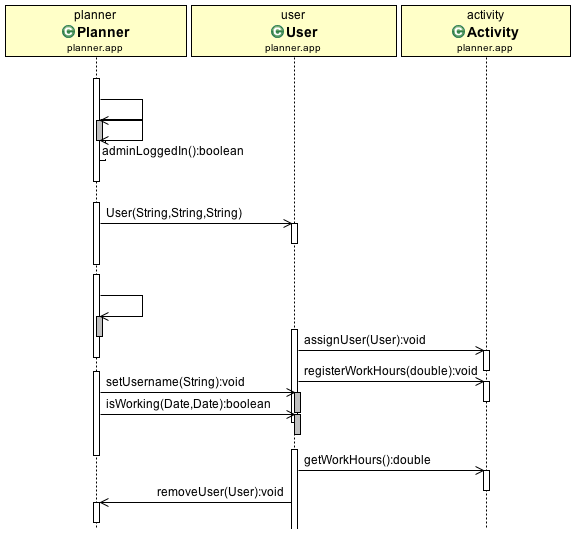 planner
C Planner
planner.app
user
C User
planner.app
activity
C Activity
planner.app
adminLoggedIn():boolean
User(String,String,String)
assignUser(User):void
registerWorkHours(double):void
setUsername(String):void
isWorking(Date,Date):boolean
getWorkHours():double
removeUser(User):void